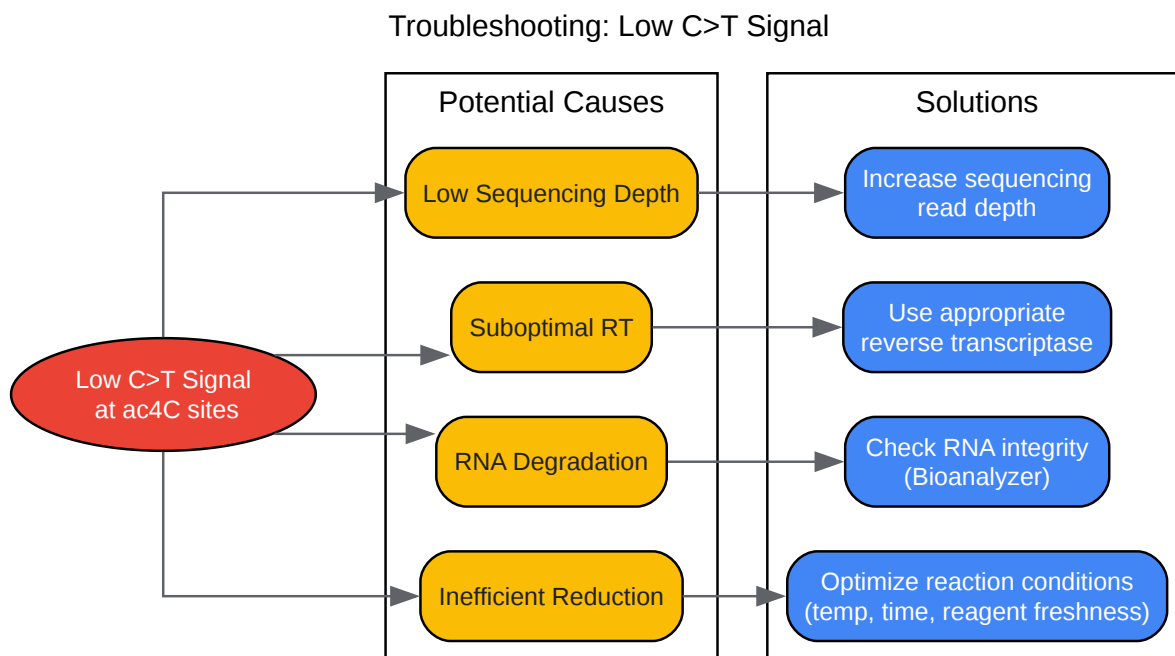 Troubleshooting: Low C>T Signal
Potential Causes
Solutions
Low Sequencing Depth
Increase sequencing
read depth
Suboptimal RT
Use appropriate
reverse transcriptase
Low C>T Signal
at ac4C sites
RNA Degradation
Check RNA integrity
(Bioanalyzer)
Inefficient Reduction
Optimize reaction conditions
(temp, time, reagent freshness)